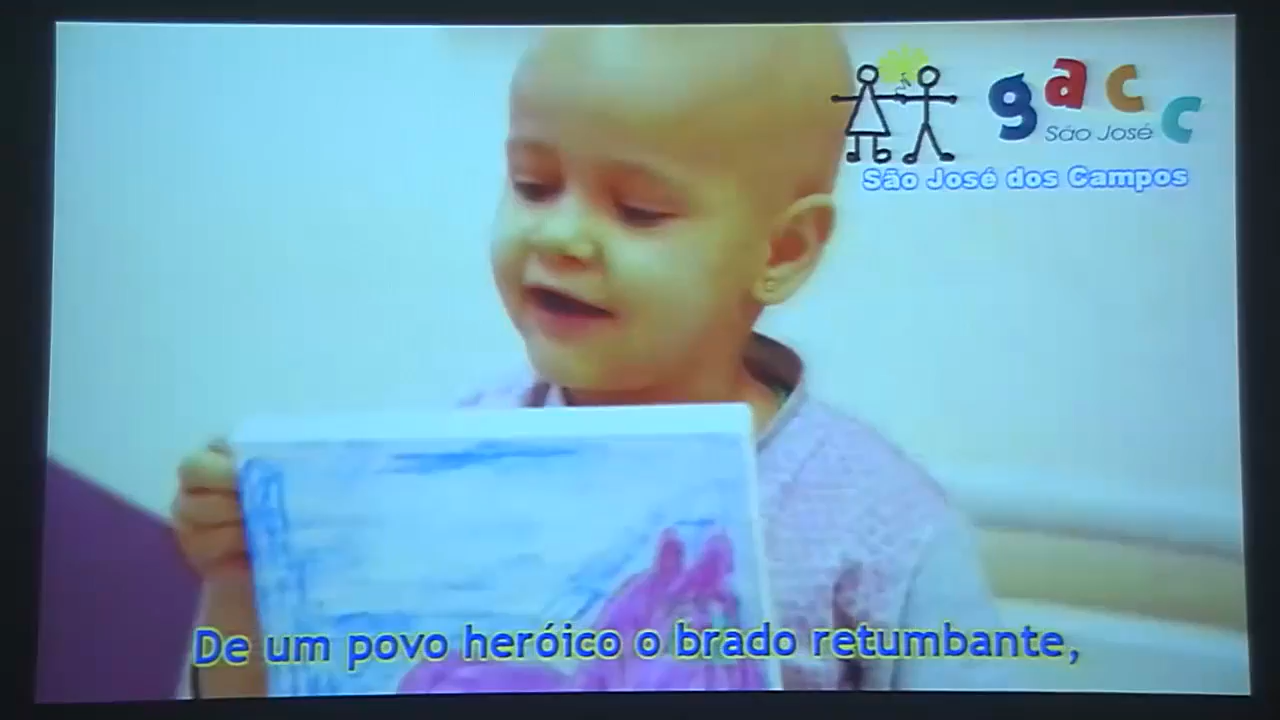 gacc
São José
São José dos Campos
De um povo heróico o brado retumbante,